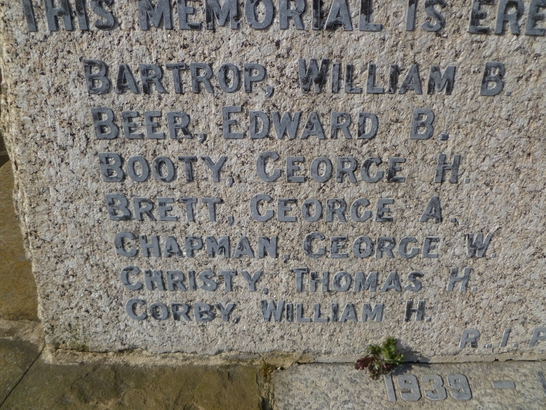 THIS MEMORIAL IS ERE
BARTROP, WILLIAM B.
BEER, EDWARD B.
BOOTY, GEORGE H.
BRETT, GEORGE A.
CHAPMAN, GEORGE W
CHRISTY, THOMAS H
CORBY, WILLIAM H.
R.I.P
1939 -